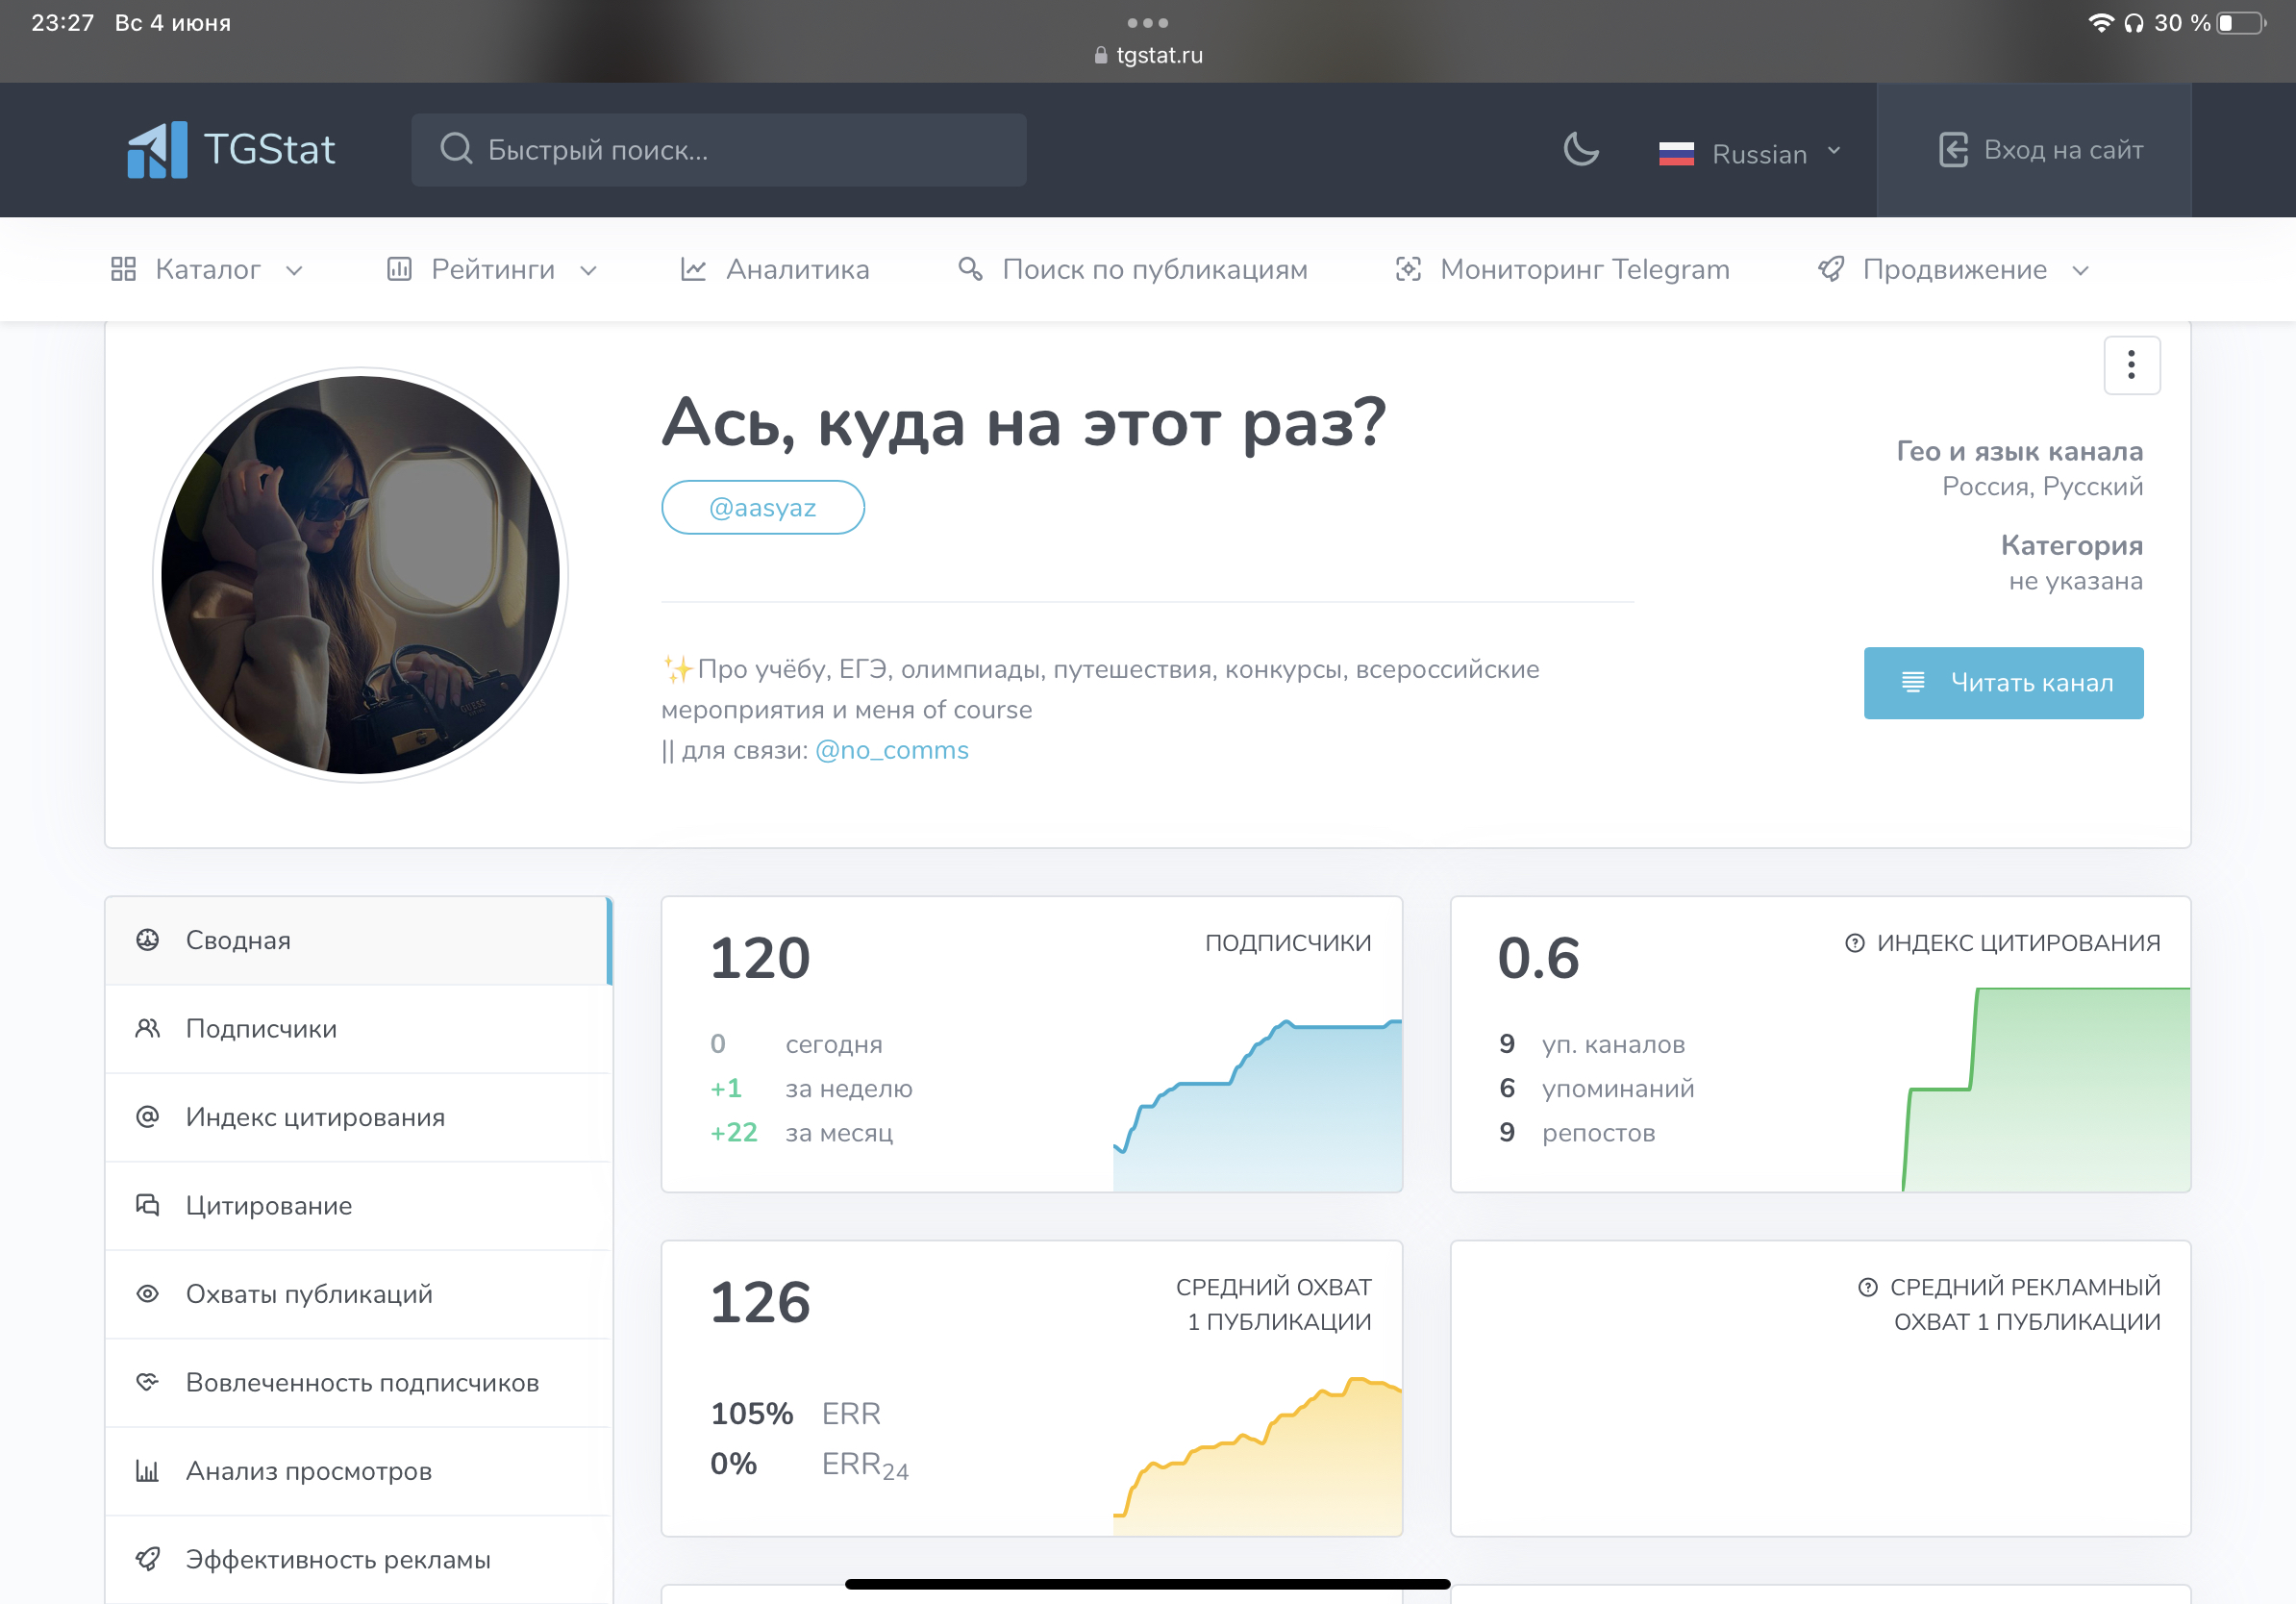 23:27 Вс 4 июня
30 %
tgstat.ru
TGStat
Быстрый поиск...
Russian
Вход на сайт
Каталог
Рейтинги
Аналитика
Поиск по публикациям
Мониторинг Telegram
Продвижение
Ась, куда на этот раз?
@aasyaz
✨Про учёбу, ЕГЭ, олимпиады, путешествия, конкурсы, всероссийские
мероприятия и меня of course
|| для связи: @no_comms
Гео и язык канала
Россия, Русский
Категория
не указана
Читать канал
GUESS
Сводная
Подписчики
Индекс цитирования
Цитирование
Охваты публикаций
Вовлеченность подписчиков
Анализ просмотров
Эффективность рекламы
120
ПОДПИСЧИКИ
0 сегодня
+1 за неделю
+22 за месяц
0.6
ИНДЕКС ЦИТИРОВАНИЯ
9 уп. каналов
6 упоминаний
9 репостов
126
СРЕДНИЙ ОХВАТ
1 ПУБЛИКАЦИИ
105% ERR
0% ERR24
СРЕДНИЙ РЕКЛАМНЫЙ
ОХВАТ 1 ПУБЛИКАЦИИ